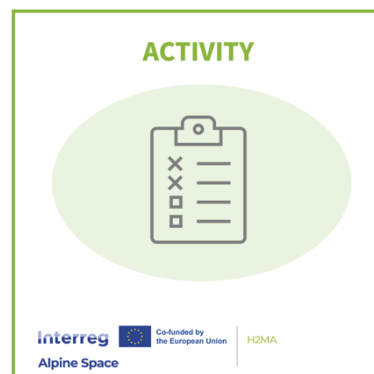 ACTIVITY
Interreg
Co-funded by
the European Union
H2MA
Alpine Space